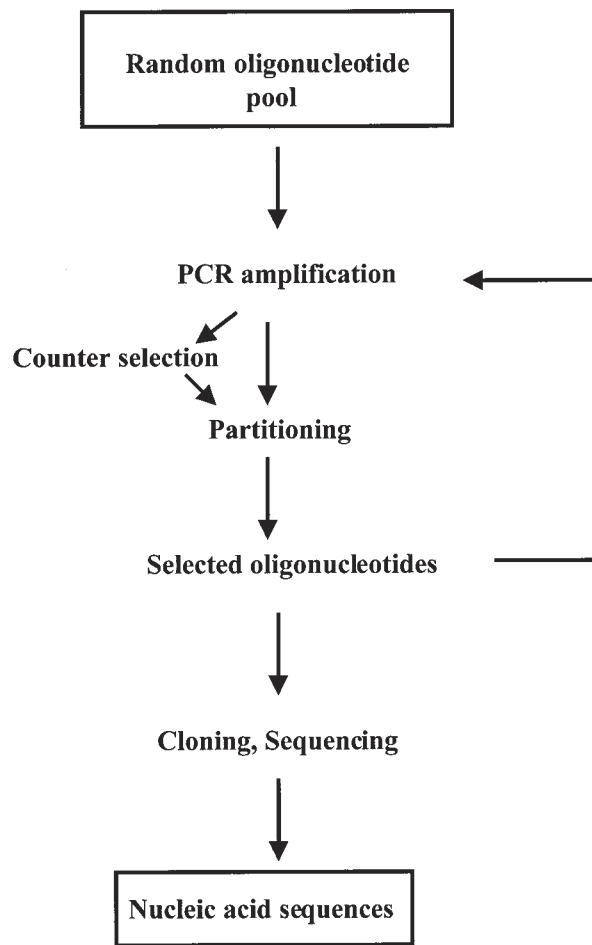 Random oligonucleotide
pool
PCR amplification
Counter selection
Partitioning
Selected oligonucleotides
Cloning, Sequencing
Nucleic acid sequences